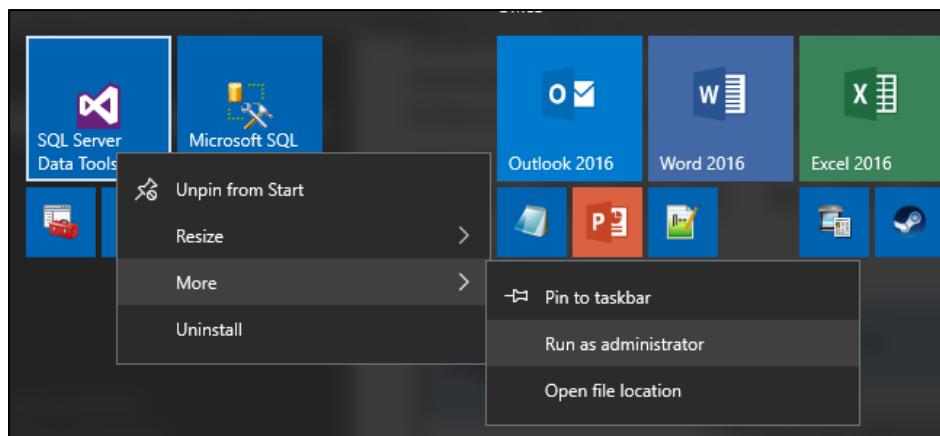 SQL Server
Data Tools
Microsoft SQL
Outlook 2016
Word 2016
Excel 2016
Unpin from Start
Resize
More
Uninstall
Pin to taskbar
Run as administrator
Open file location